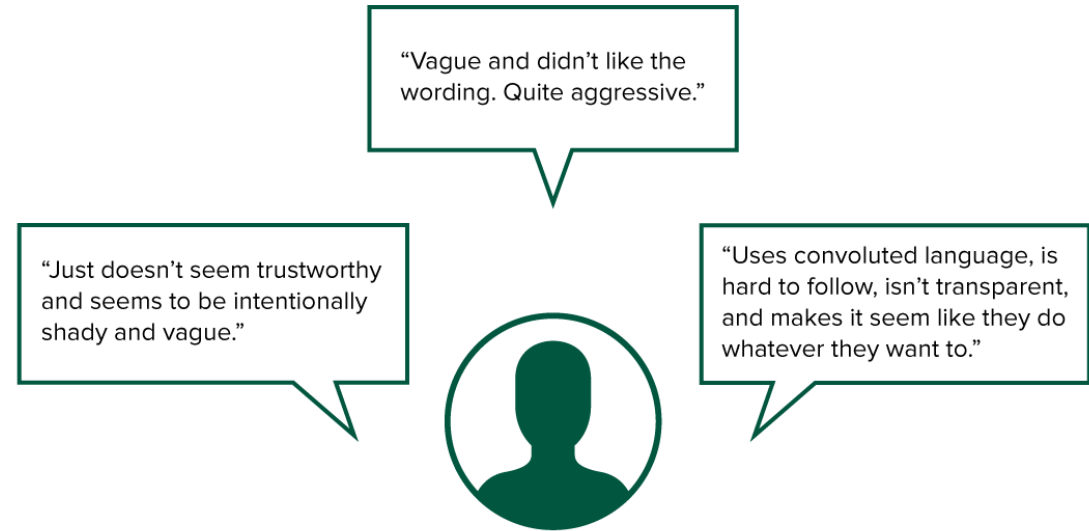 “Vague and didn’t like the
wording. Quite aggressive.”
“Just doesn’t seem trustworthy
and seems to be intentionally
shady and vague.”
“Uses convoluted language, is
hard to follow, isn’t transparent,
and makes it seem like they do
whatever they want to.”